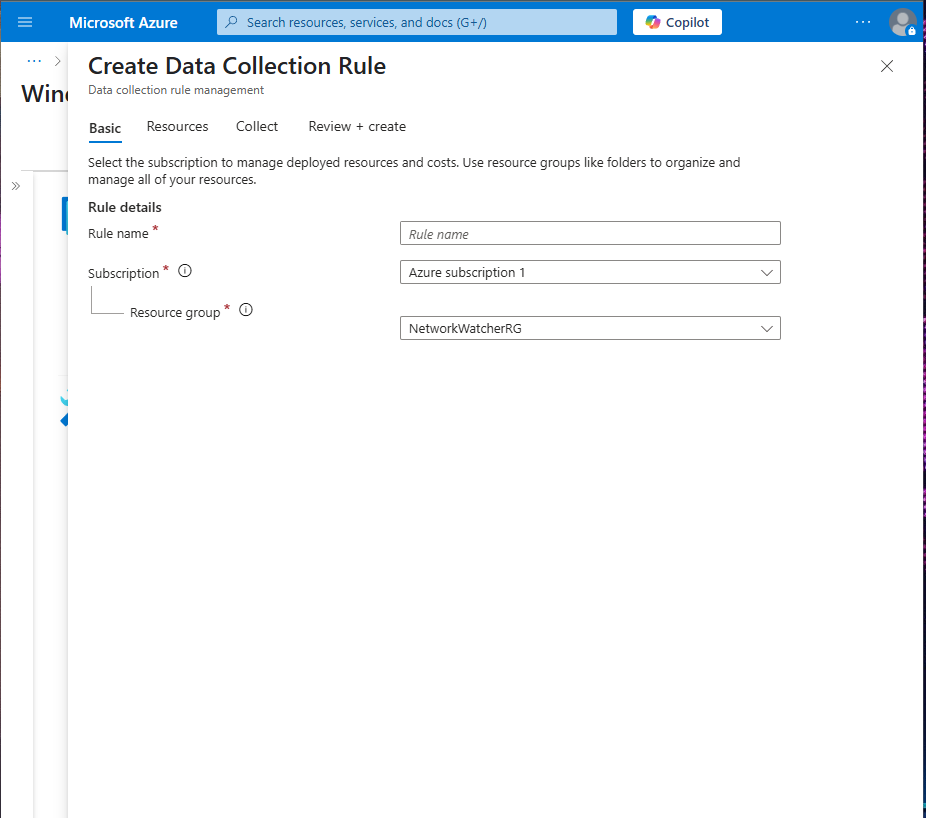 Microsoft Azure
Search resources, services, and docs (G+/)
Copilot
Create Data Collection Rule
Data collection rule management
Basic
Resources
Collect
Review + create
Select the subscription to manage deployed resources and costs. Use resource groups like folders to organize and
manage all of your resources.
Rule details
Rule name *
Rule name
Subscription *
Azure subscription 1
Resource group *
NetworkWatcherRG